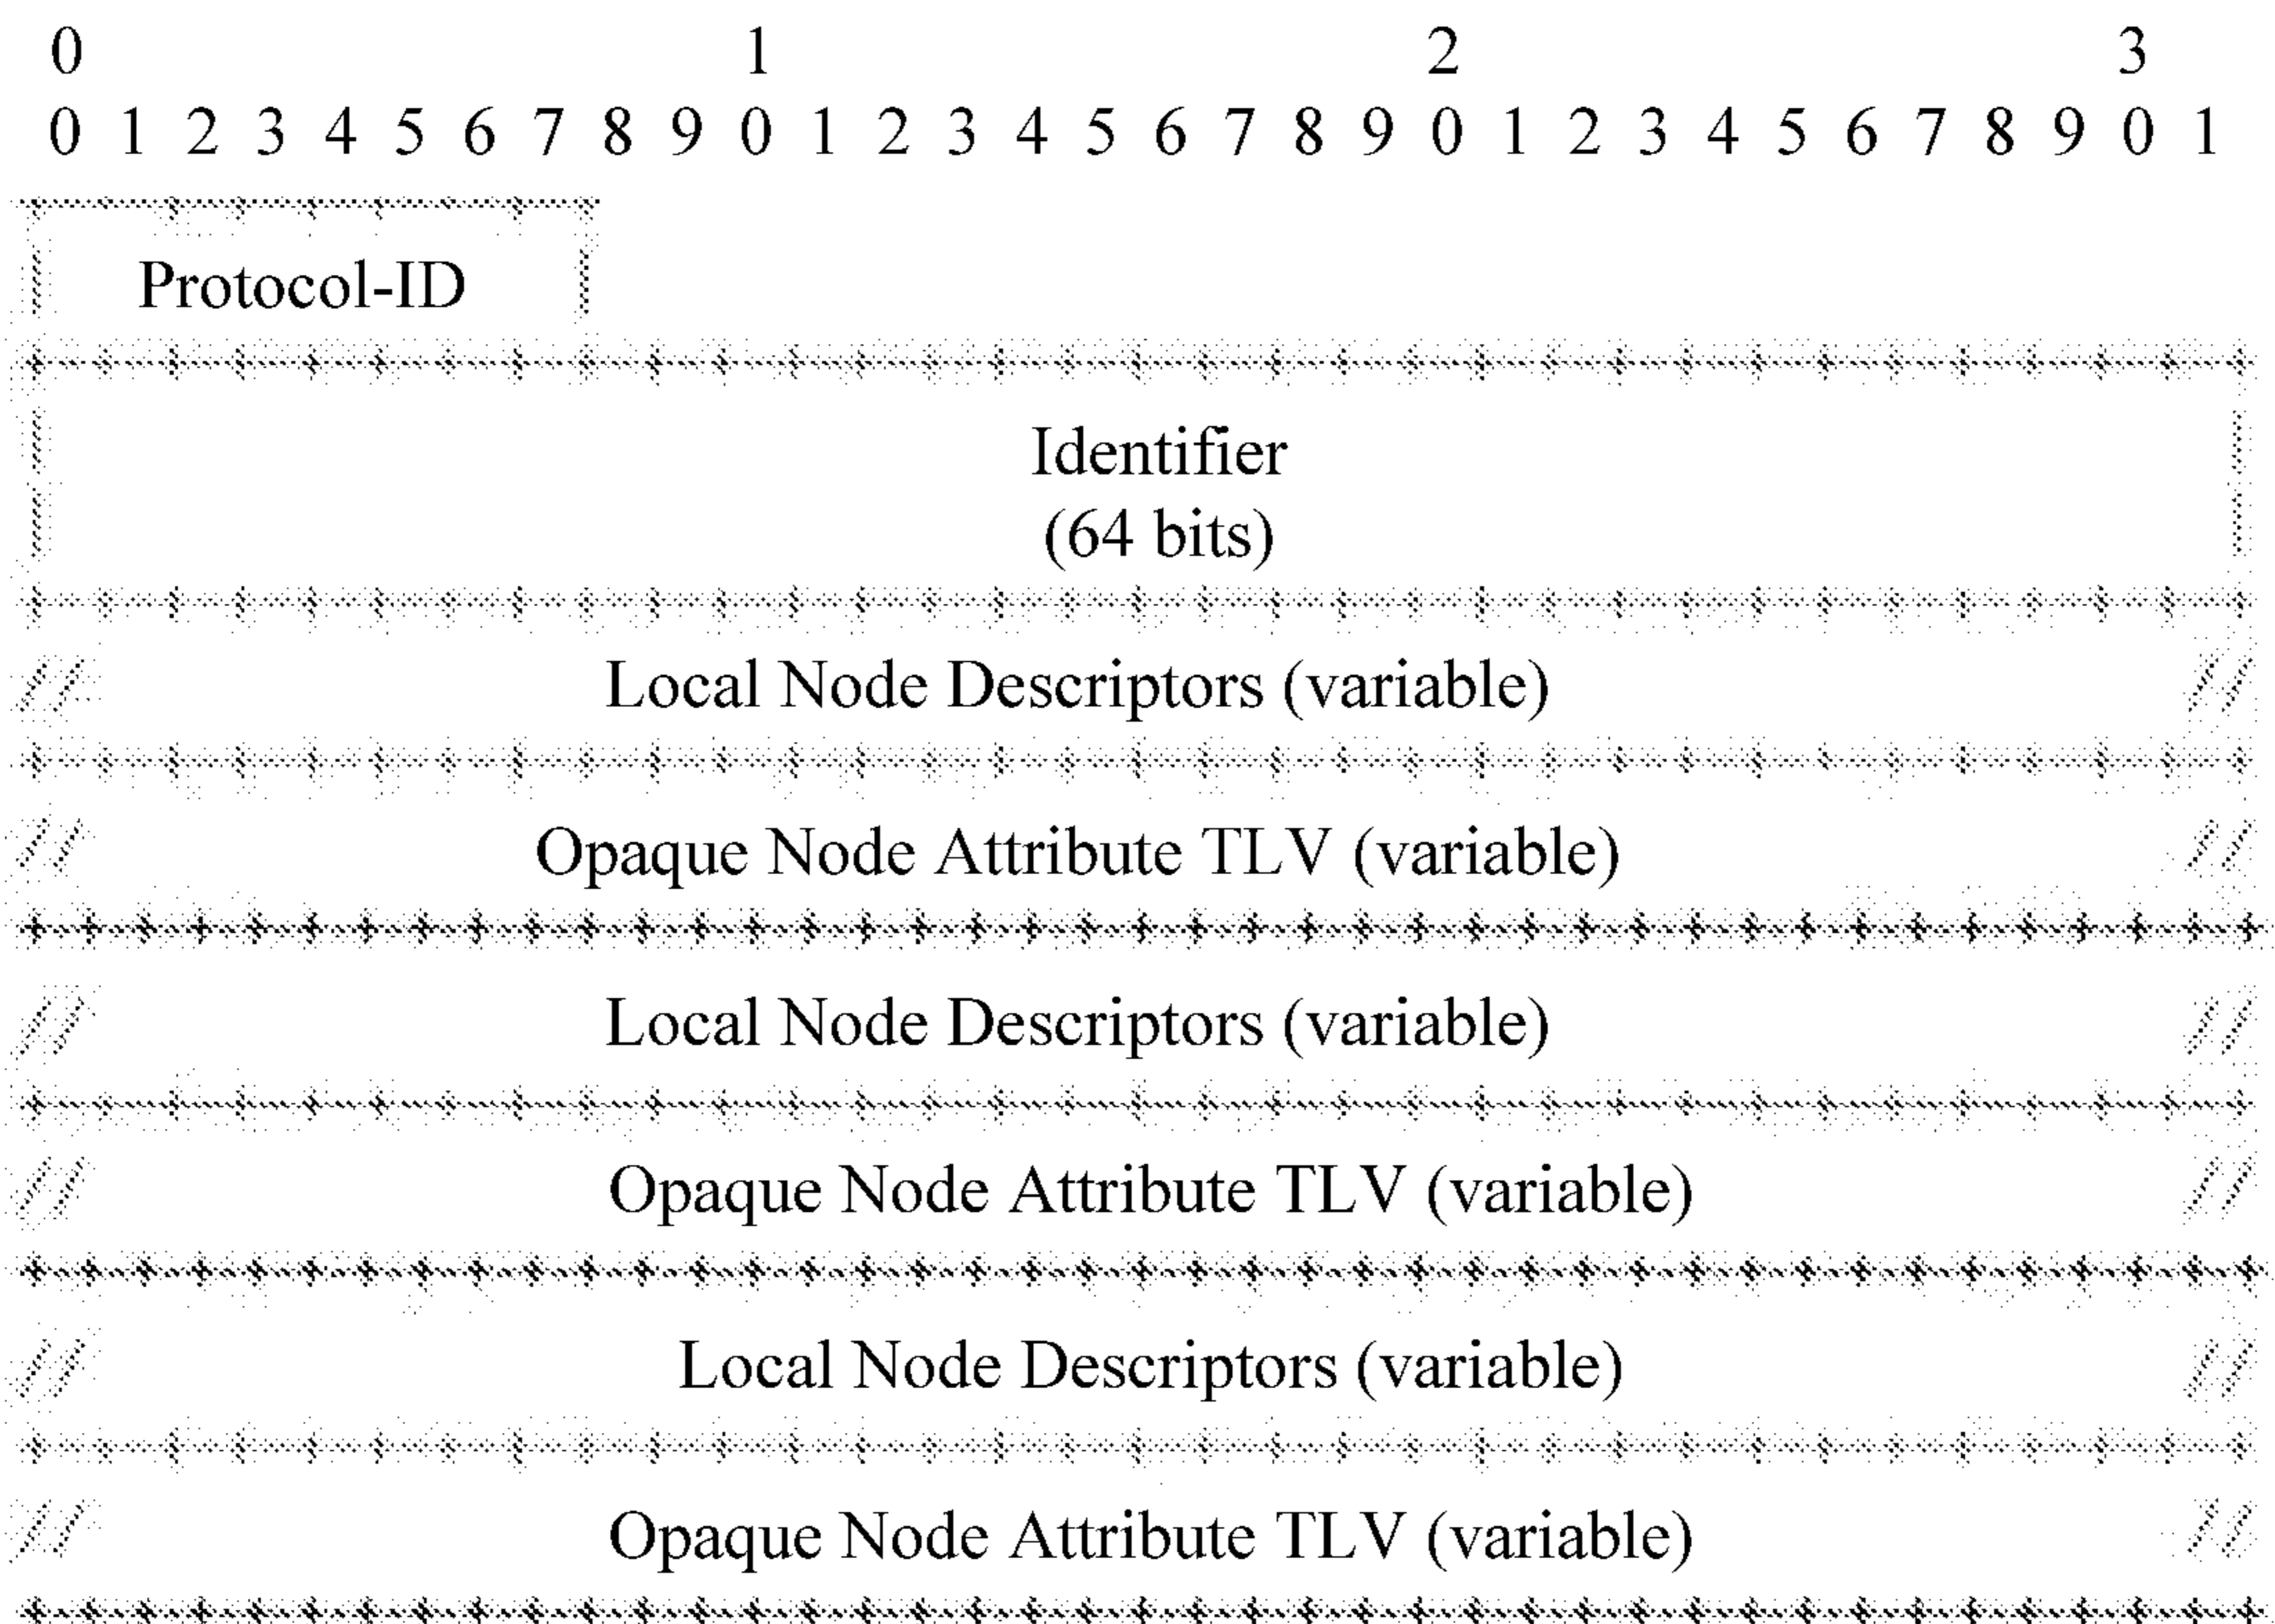 0 1 2 3
0 1 2 3 4 5 6 7 8 9 0 1 2 3 4 5 6 7 8 9 0 1 2 3 4 5 6 7 8 9 0 1
Protocol-ID
Identifier
(64 bits)
// Local Node Descriptors (variable) //
// Opaque Node Attribute TLV (variable) //
// Local Node Descriptors (variable) //
// Opaque Node Attribute TLV (variable) //
// Local Node Descriptors (variable) //
// Opaque Node Attribute TLV (variable) //